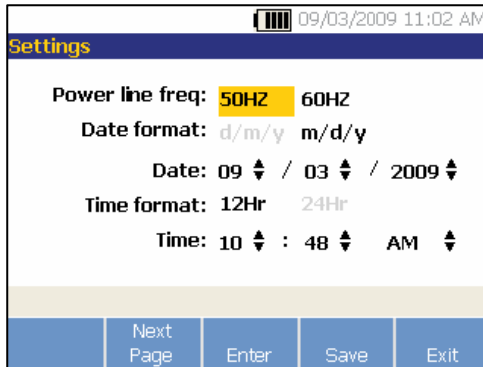 09/03/2009 11:02 AM
Settings
Power line freq: 50HZ 60HZ
Date format: d/m/y m/d/y
Date: 09 / 03 / 2009
Time format: 12Hr 24Hr
Time: 10 : 48 AM
Next Page Enter Save Exit